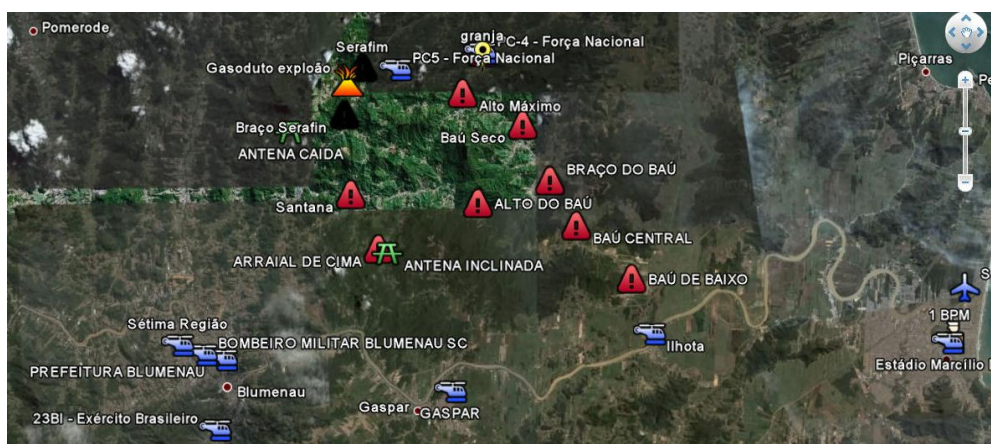 Pomerode
granja
PC-4 - Força Nacional
Serafim
PC5 - Força Nacional
Gasoduto exploão
Piçarras
Pe
Alto Máximo
Braço Serafin
Baú Seco
ANTENA CAIDA
BRAÇO DO BAÚ
Santana
ALTO DO BAÚ
BAÚ CENTRAL
ARRAIAL DE CIMA
ANTENA INCLINADA
BAÚ DE BAIXO
S
Sétima Região
1 BPM
BOMBEIRO MILITAR BLUMENAU SC
Ilhota
PREFEITURA BLUMENAU
Estádio Marcílio
Blumenau
Gaspar
GASPAR
23BI - Exército Brasileiro